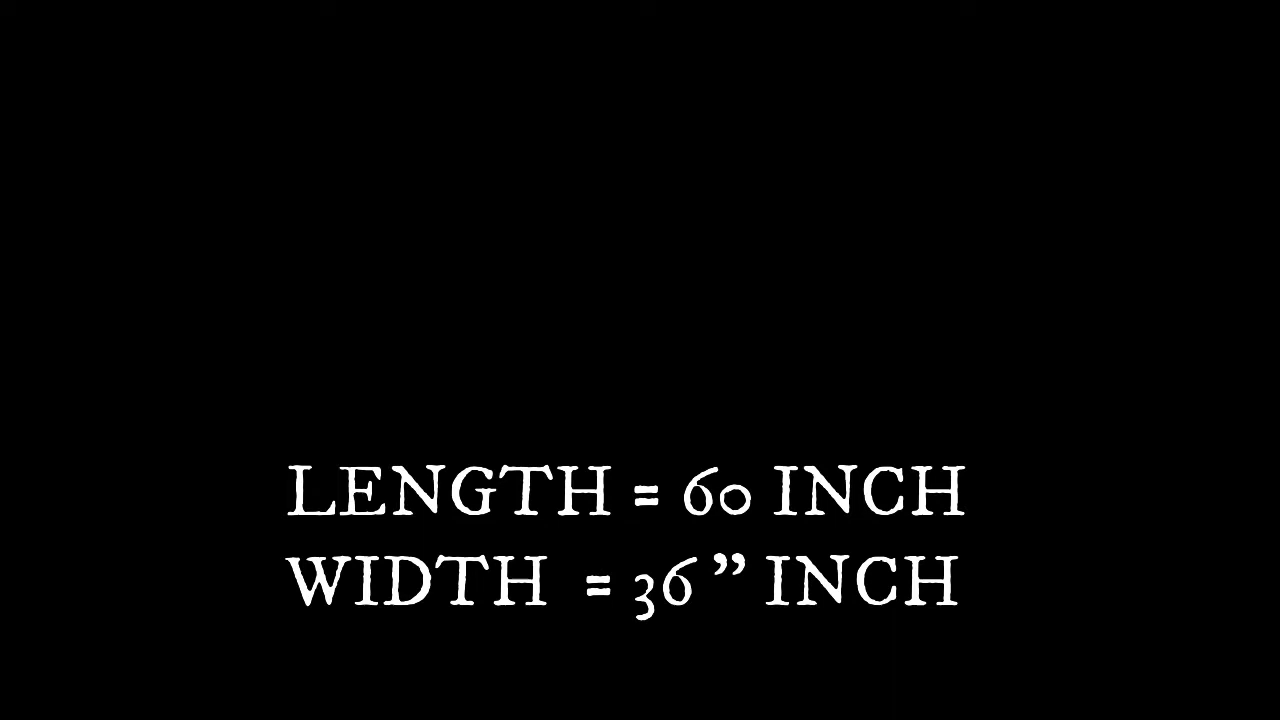 LENGTH = 60 INCH
WIDTH = 36 ” INCH